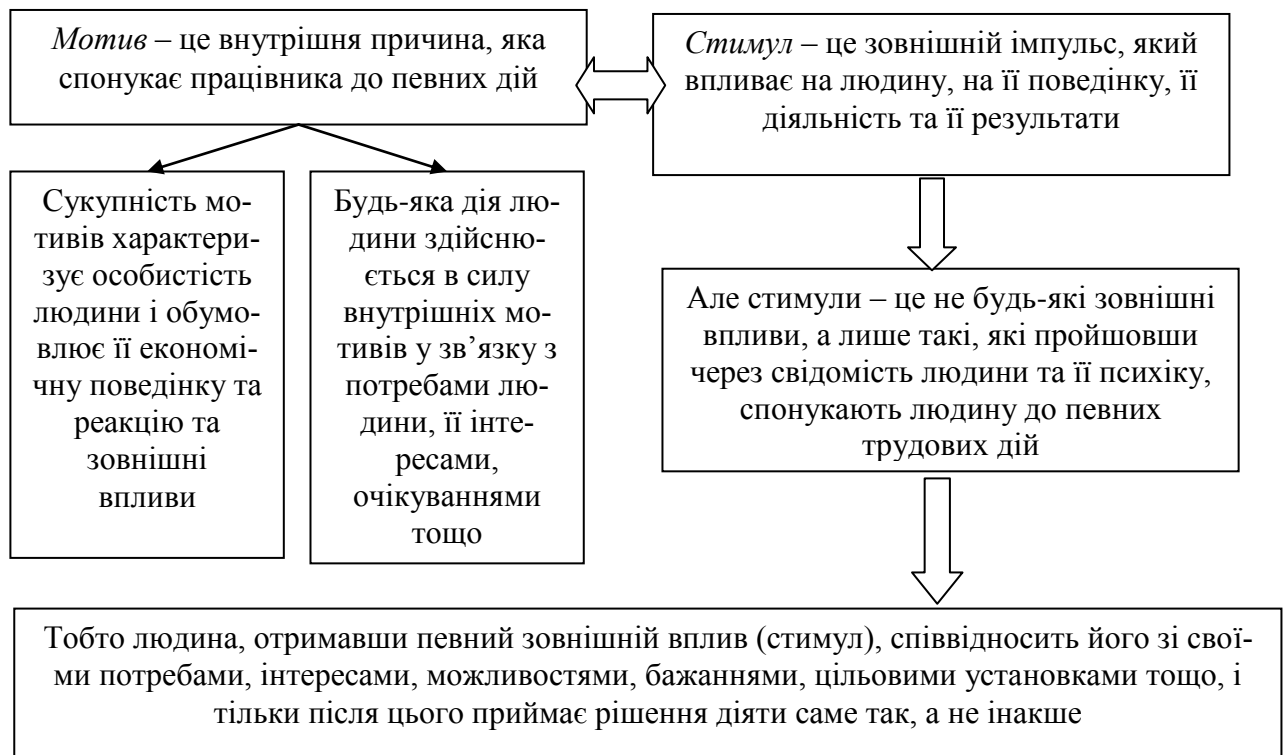 Мотив – це внутрішня причина, яка
спонукає працівника до певних дій
Стимул – це зовнішній імпульс, який
впливає на людину, на її поведінку, її
діяльність та її результати
Сукупність мо-
тивів характери-
зує особистість
людини і обумо-
влює її економі-
чну поведінку та
реакцію та
зовнішні
впливи
Будь-яка дія лю-
дини здійсню-
ється в силу
внутрішніх мо-
тивів у зв’язку з
потребами лю-
дини, її інте-
ресами,
очікуваннями
тощо
Але стимули – це не будь-які зовнішні
впливи, а лише такі, які пройшовши
через свідомість людини та її психіку,
спонукають людину до певних
трудових дій
Тобто людина, отримавши певний зовнішній вплив (стимул), співвідносить його зі свої-
ми потребами, інтересами, можливостями, бажаннями, цільовими установками тощо, і
тільки після цього приймає рішення діяти саме так, а не інакше